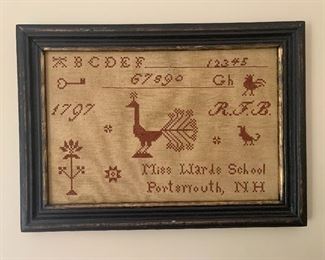 ABCDEF 12345
67890 Gh
1797 R.F.B.
Miss Wards School
Portsmouth, NH